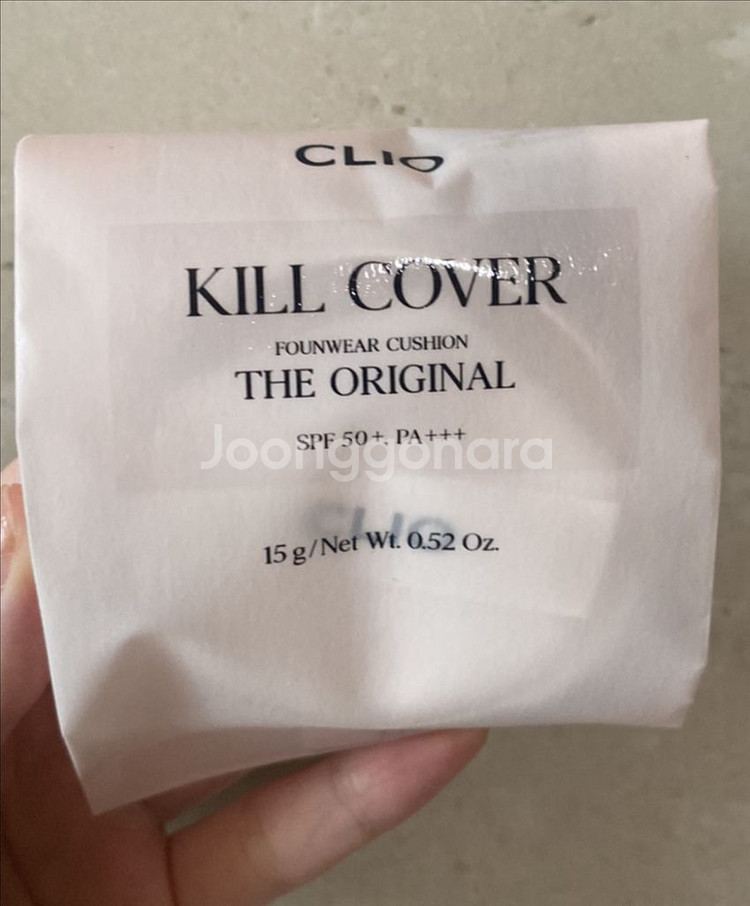 CLIO
KILL COVER
FOUNWEAR CUSHION
THE ORIGINAL
SPF 50+, PA+++
Joonggonara
CLIO
15 g/Net Wt. 0.52 Oz.